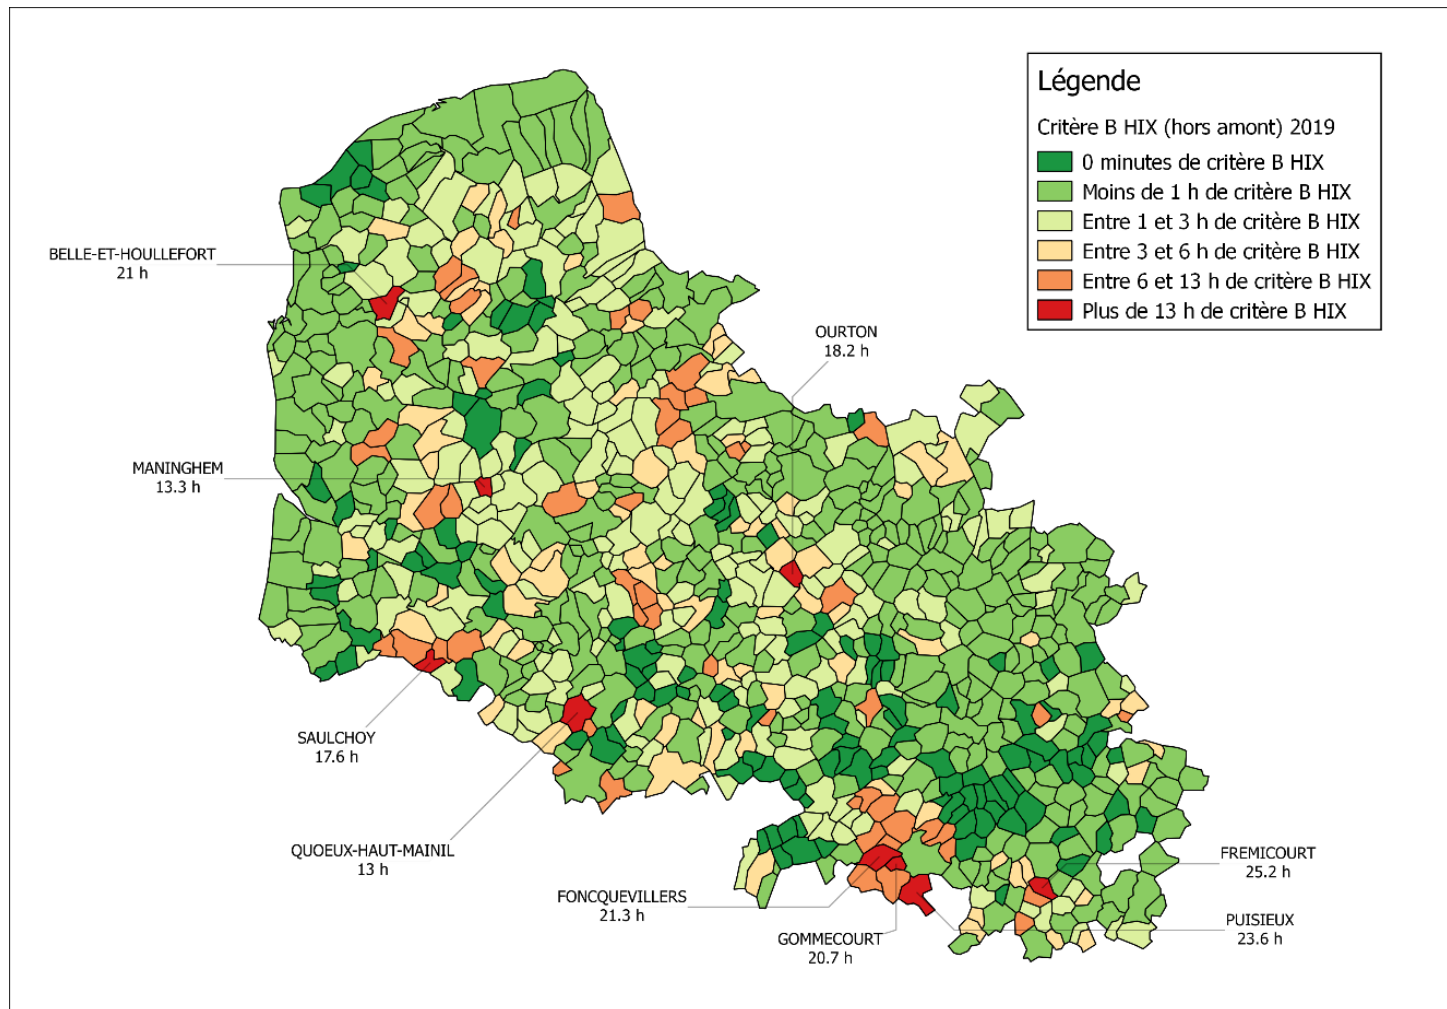 Légende
Critère B HIX (hors amont) 2019
0 minutes de critère B HIX
Moins de 1 h de critère B HIX
Entre 1 et 3 h de critère B HIX
Entre 3 et 6 h de critère B HIX
Entre 6 et 13 h de critère B HIX
Plus de 13 h de critère B HIX
BELLE-ET-HOULLEFORT
21 h
OURTON
18.2 h
MANINGHEM
13.3 h
SAULCHOY
17.6 h
QUOEUX-HAUT-MAINIL
13 h
FONCQUEVILLERS
21.3 h
GOMMECOURT
20.7 h
FREMICOURT
25.2 h
PUISIEUX
23.6 h